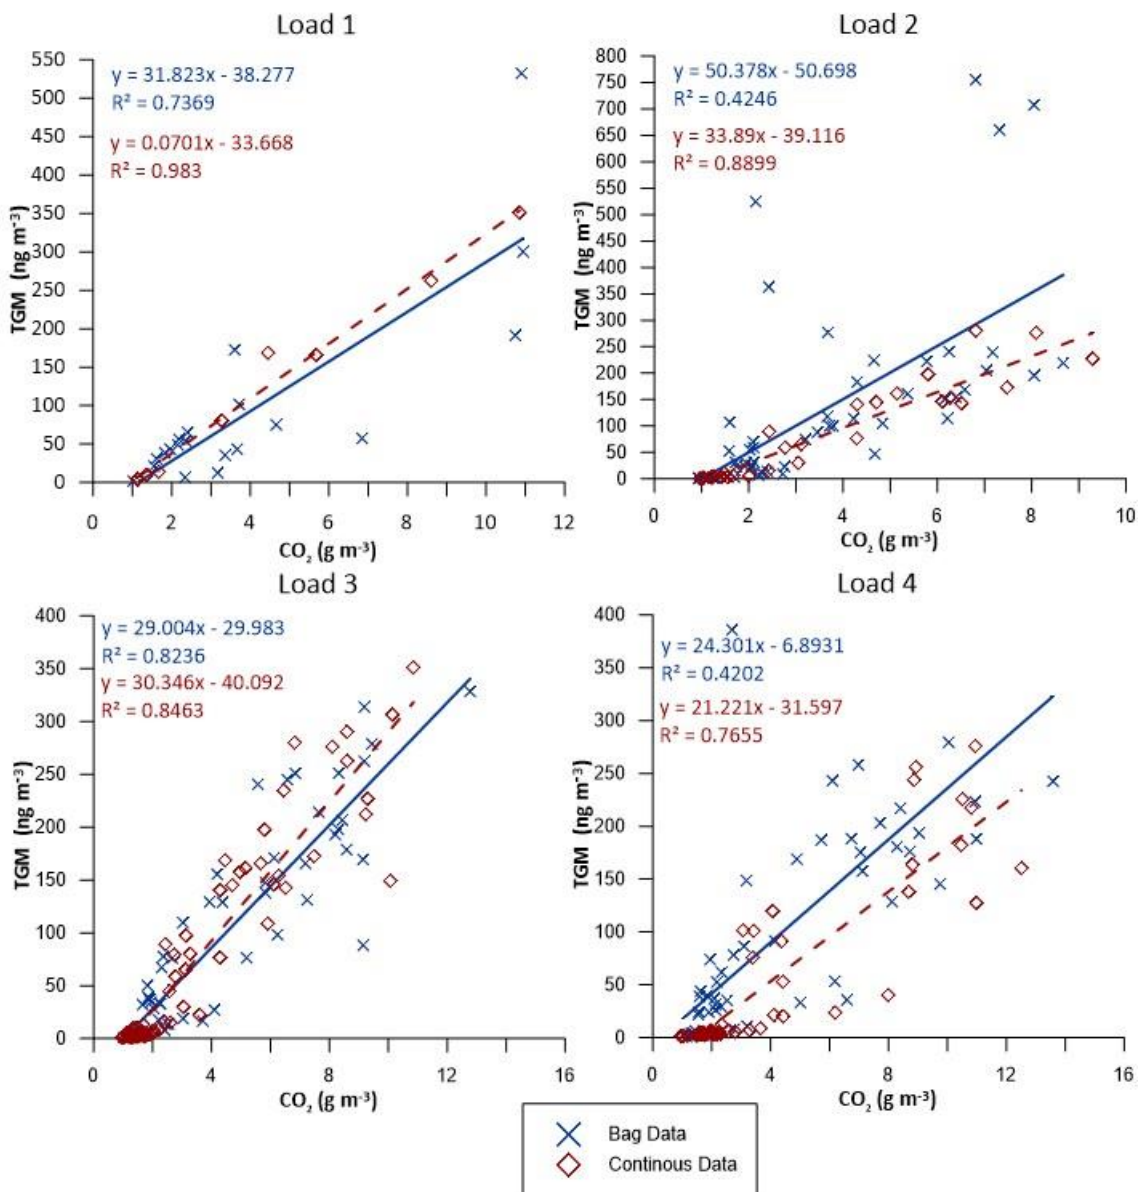 Load 1
550
500
450
400
350
300
250
200
150
100
50
0
TGM (ng m-3)
y = 31.823x - 38.277
R² = 0.7369
y = 0.0701x - 33.668
R² = 0.983
0 2 4 6 8 10 12
CO₂ (g m-3)
Load 2
800
750
700
650
600
550
500
450
400
350
300
250
200
150
100
50
0
TGM (ng m-3)
y = 50.378x - 50.698
R² = 0.4246
y = 33.89x - 39.116
R² = 0.8899
0 2 4 6 8 10
CO₂ (g m-3)
Load 3
400
350
300
250
200
150
100
50
0
TGM (ng m-3)
y = 29.004x - 29.983
R² = 0.8236
y = 30.346x - 40.092
R² = 0.8463
0 4 8 12 16
CO₂ (g m-3)
Load 4
400
350
300
250
200
150
100
50
0
TGM (ng m-3)
y = 24.301x - 6.8931
R² = 0.4202
y = 21.221x - 31.597
R² = 0.7655
0 4 8 12 16
CO₂ (g m-3)
Bag Data
Continous Data